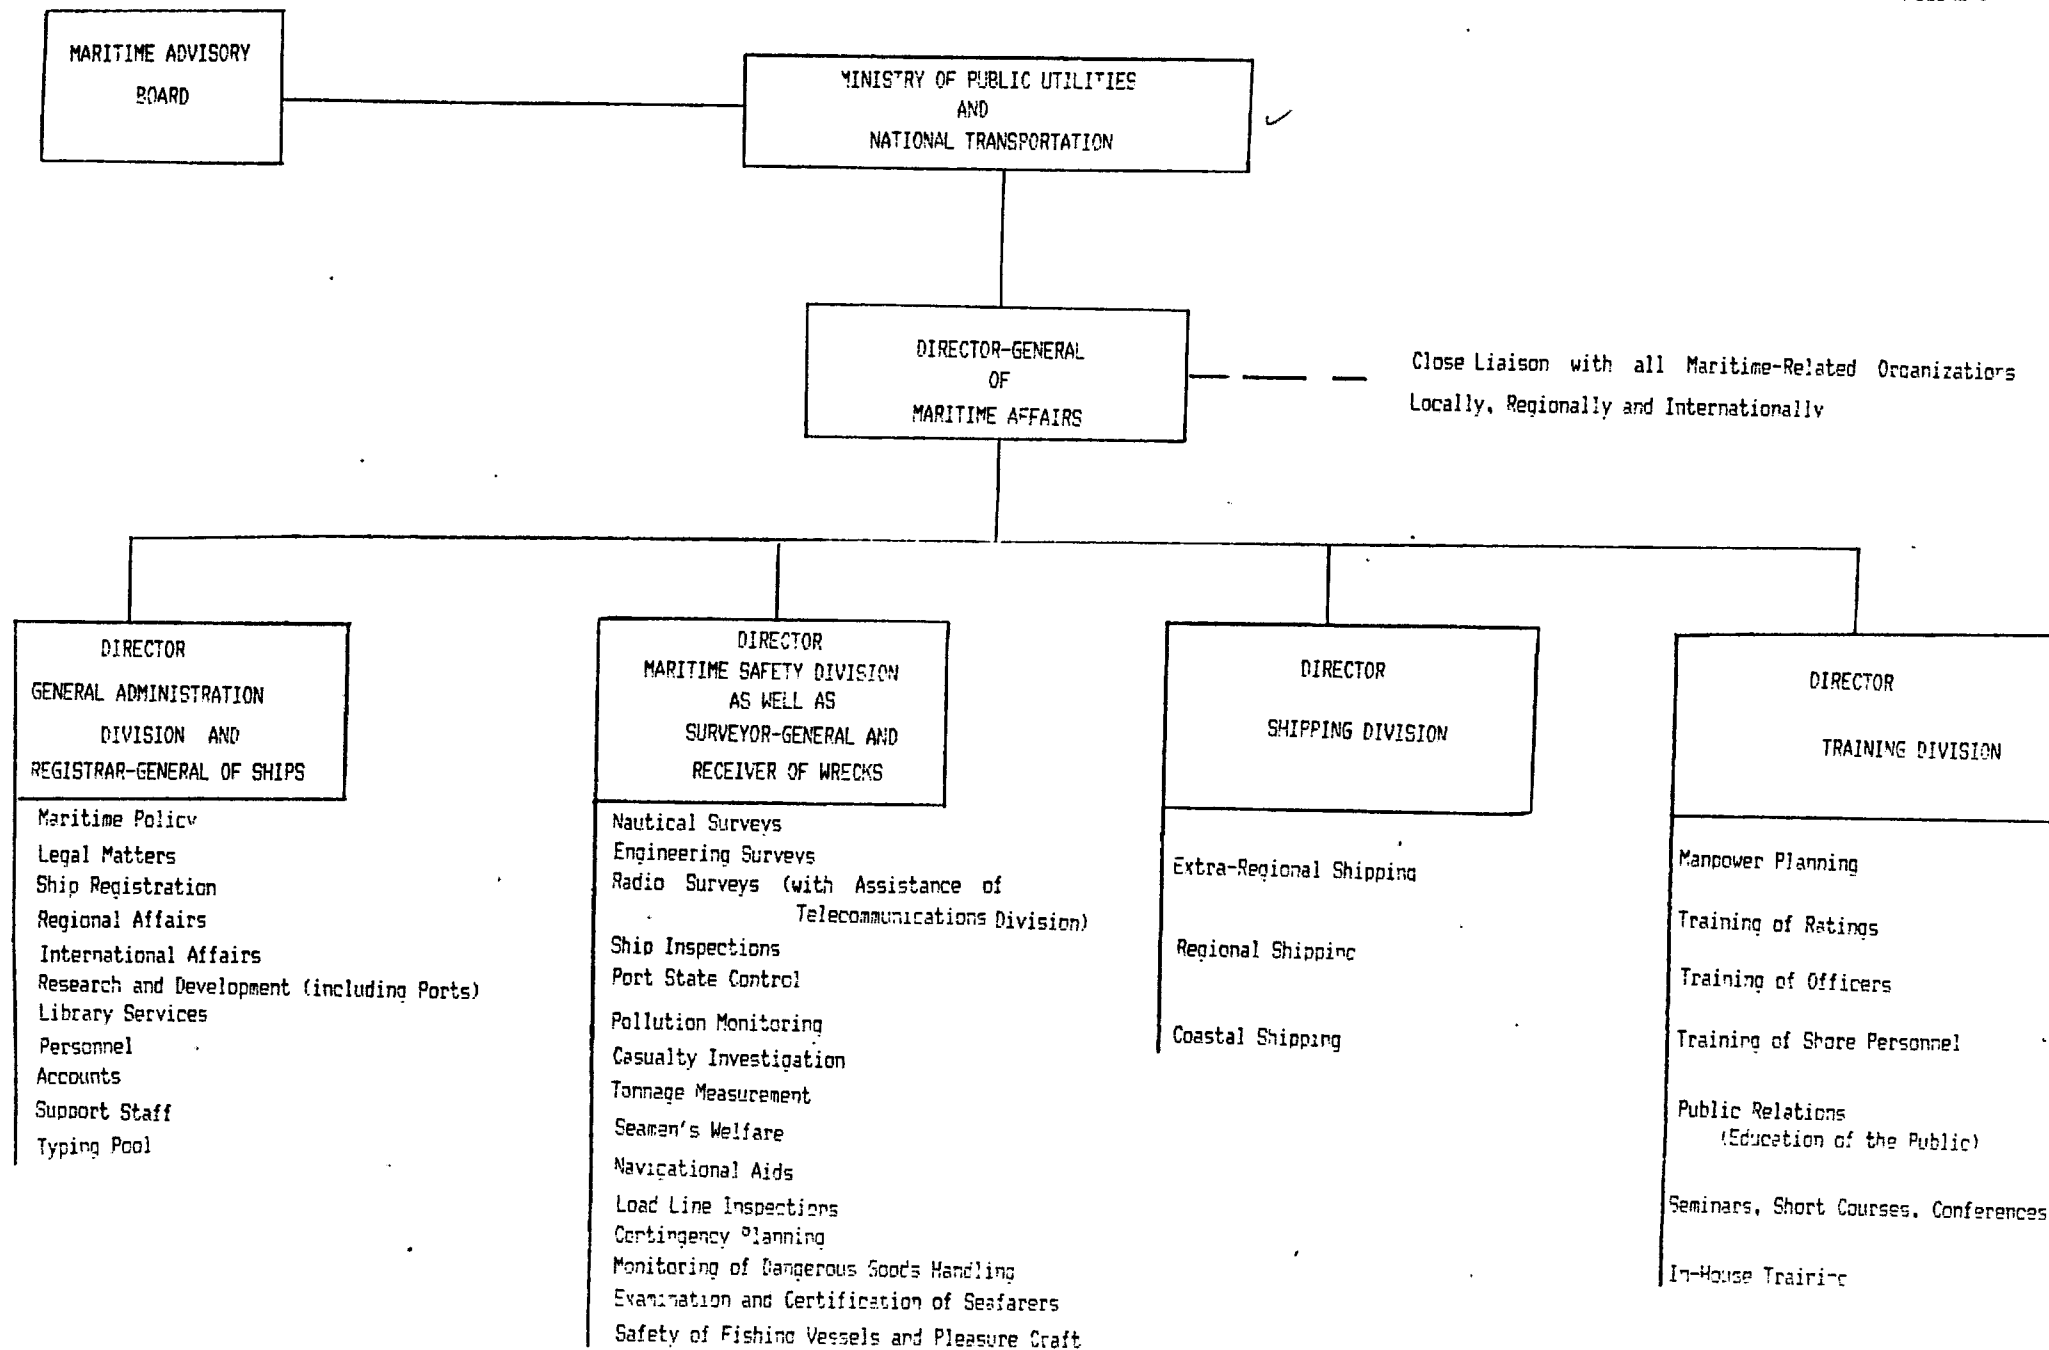 MARITIME ADVISORY
BOARD
MINISTRY OF PUBLIC UTILITIES
AND
NATIONAL TRANSPORTATION
DIRECTOR-GENERAL
OF
MARITIME AFFAIRS
Close Liaison with all Maritime-Related Organizations
Locally, Regionally and Internationally
DIRECTOR
GENERAL ADMINISTRATION
DIVISION AND
REGISTRAR-GENERAL OF SHIPS
Maritime Policy
Legal Matters
Ship Registration
Regional Affairs
International Affairs
Research and Development (including Ports)
Library Services
Personnel
Accounts
Support Staff
Typing Pool
DIRECTOR
MARITIME SAFETY DIVISION
AS WELL AS
SURVEYOR-GENERAL AND
RECEIVER OF WRECKS
Nautical Surveys
Engineering Surveys
Radio Surveys (with Assistance of
Telecommunications Division)
Ship Inspections
Port State Control
Pollution Monitoring
Casualty Investigation
Tonnage Measurement
Seamen's Welfare
Navigational Aids
Load Line Inspections
Contingency Planning
Monitoring of Dangerous Goods Handling
Examination and Certification of Seafarers
Safety of Fishing Vessels and Pleasure Craft
DIRECTOR
SHIPPING DIVISION
Extra-Regional Shipping
Regional Shipping
Coastal Shipping
DIRECTOR
TRAINING DIVISION
Manpower Planning
Training of Ratings
Training of Officers
Training of Shore Personnel
Public Relations
(Education of the Public)
Seminars, Short Courses, Conferences
In-House Training